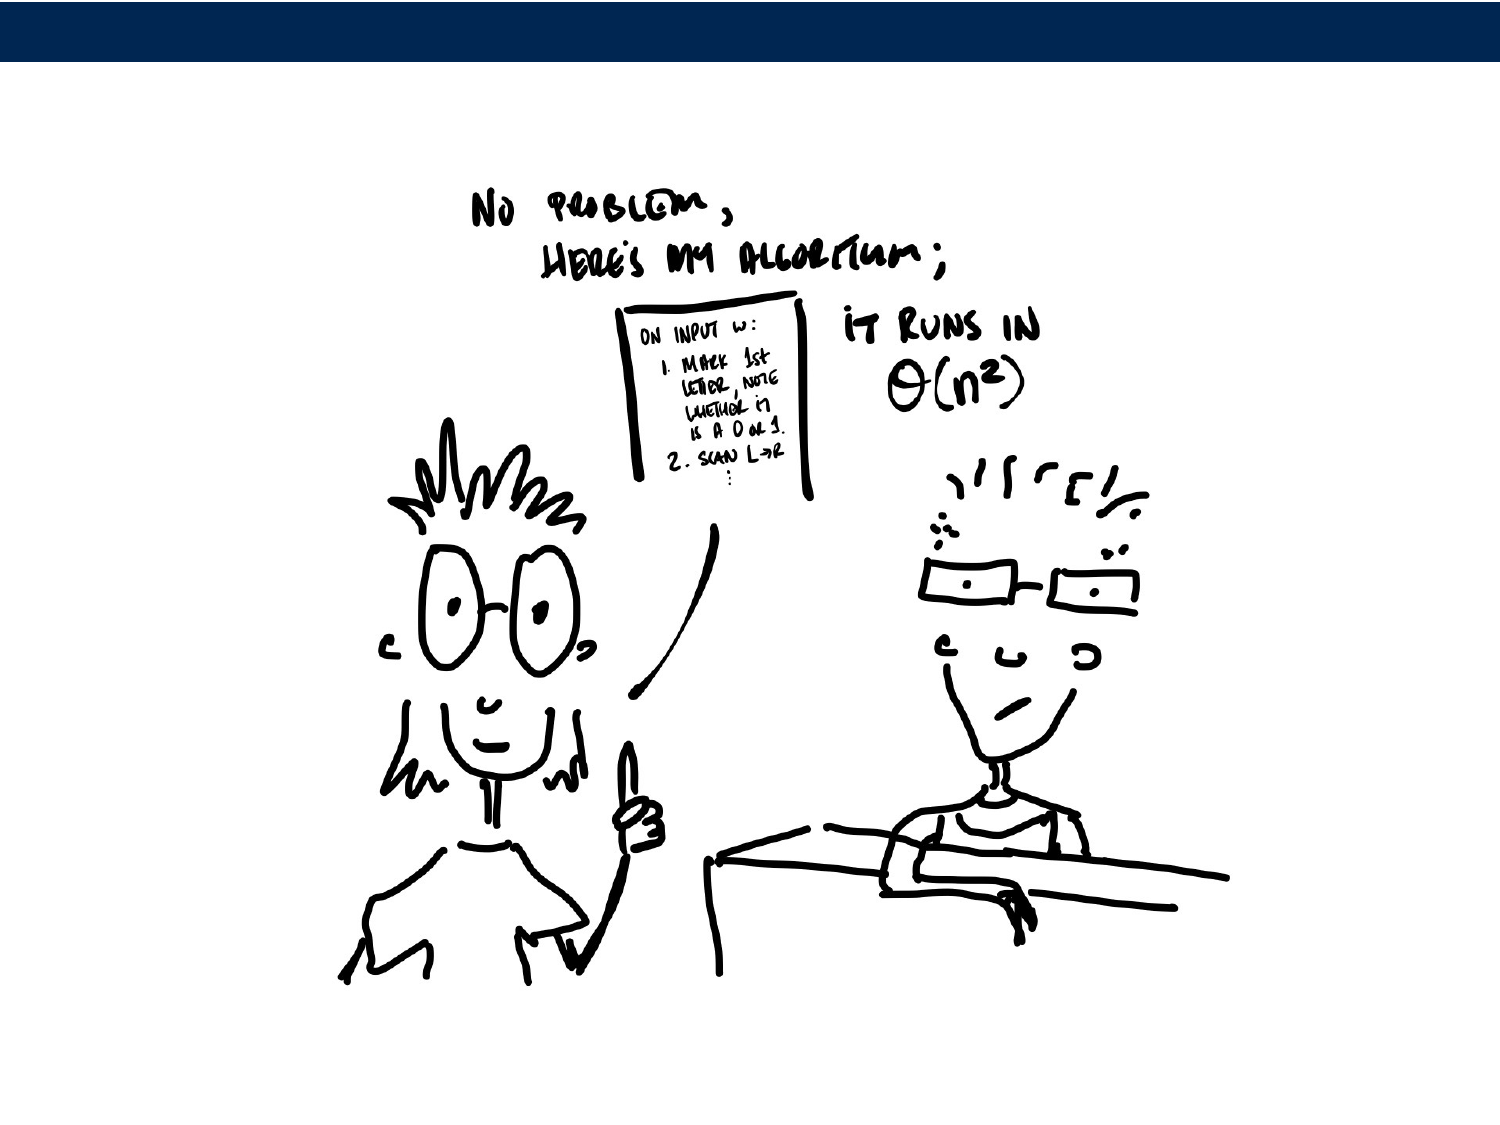 NO PROBLEM,
HERE'S MY ALGORITHM;
IT RUNS IN
Θ(n²)
ON INPUT W:
1. MARK 1st
LETTER, NOTE
WHETHER IT
IS A 0 OR 1.
2. SCAN L→R
⋮